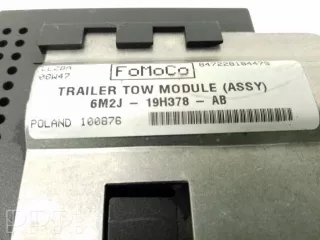 FoMoCo
TRAILER TOW MODULE (ASSY)
6M2J - 19H378 - AB
POLAND 100876